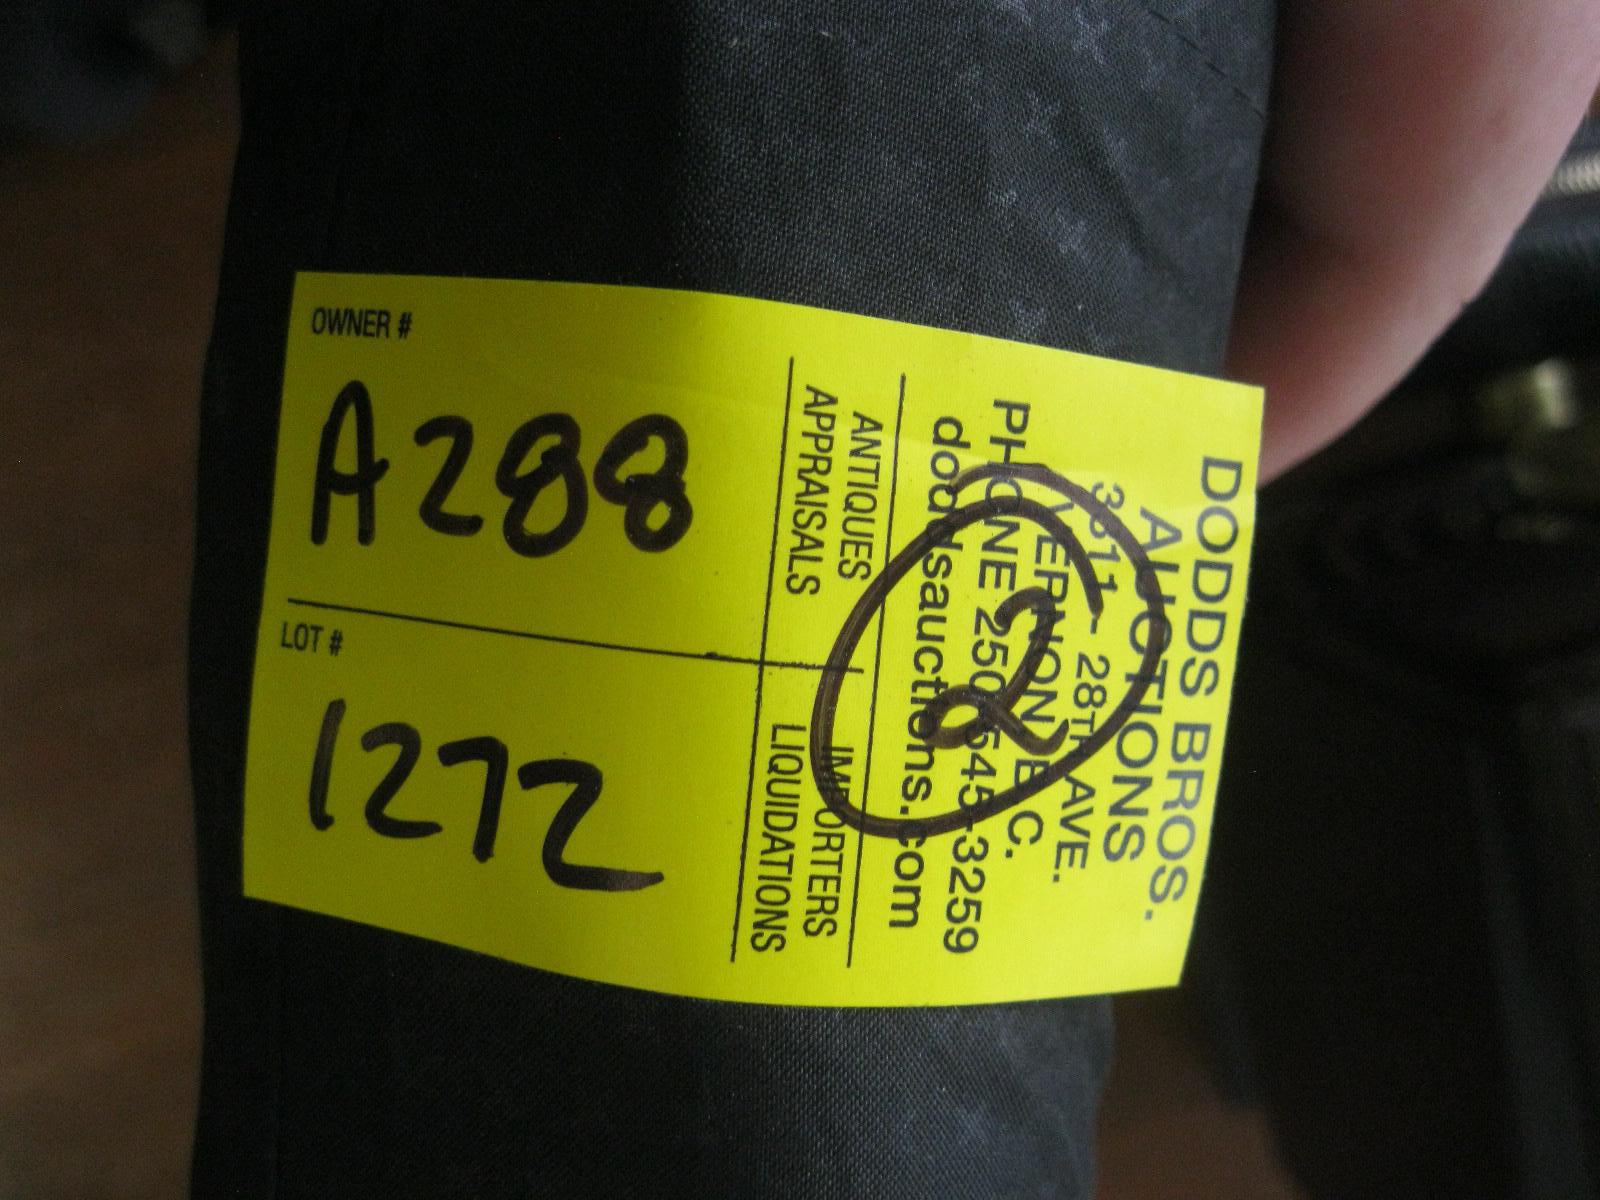 DODDS BROS.
AUCTIONS
3311 - 28TH AVE.
VERNON B.C.
PHONE 250-545-3259
doddsauctions.com
2
ANTIQUES
APPRAISALS
IMPORTERS
LIQUIDATIONS
OWNER #
A288
LOT #
1272